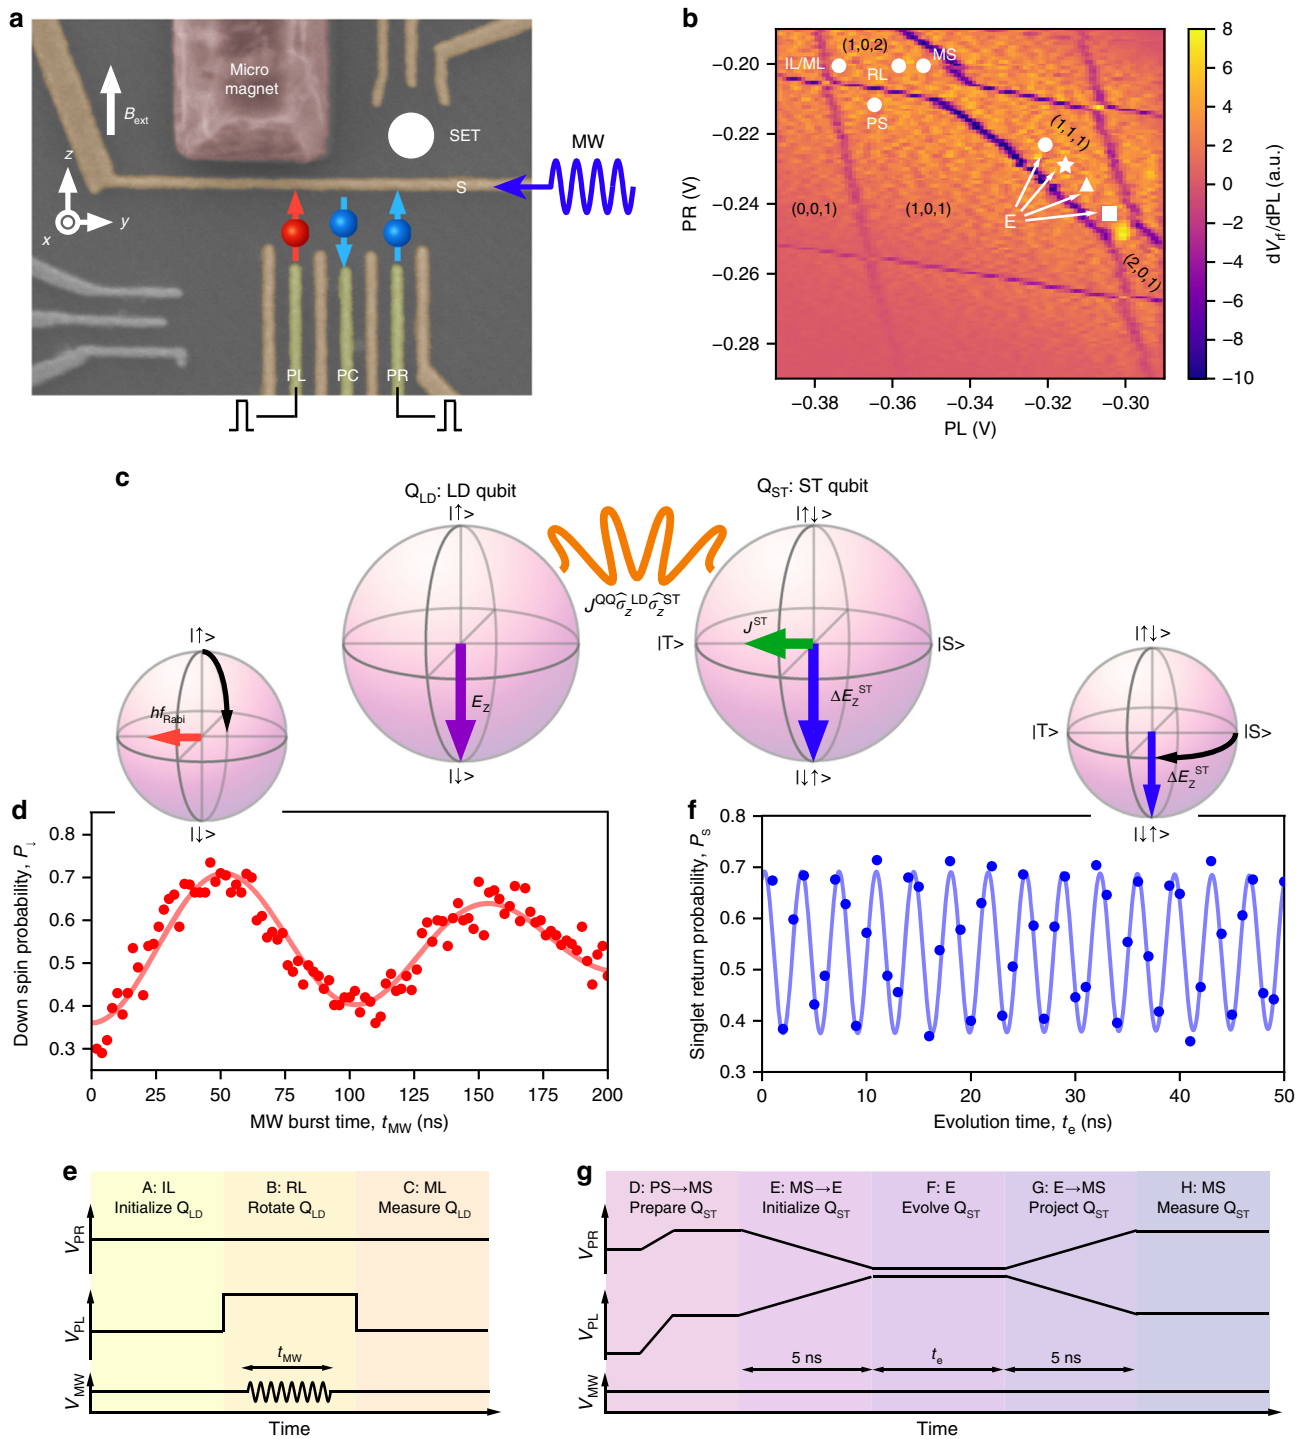 a
Micro
magnet
B_ext
z
y
x
SET
S
MW
PL
PC
PR
b
(1,0,2)
MS
IL/ML
RL
PS
(1,1,1)
(0,0,1)
(1,0,1)
E
(2,0,1)
−0.20
−0.22
−0.24
−0.26
−0.28
PR (V)
−0.38
−0.36
−0.34
−0.32
−0.30
PL (V)
8
6
4
2
0
−2
−4
−6
−8
−10
dV_rf/dPL (a.u.)
c
Q_LD: LD qubit
|↑>
E_Z
|↓>
J^QQ σ̂_z^LD σ̂_z^ST
Q_ST: ST qubit
|↑↓>
|T>
J^ST
|S>
ΔE_Z^ST
|↓↑>
|↑>
hf_Rabi
|↓>
|↑↓>
|T>
|S>
ΔE_Z^ST
|↓↑>
d
0.8
0.7
0.6
0.5
0.4
0.3
Down spin probability, P_↓
0
25
50
75
100
125
150
175
200
MW burst time, t_MW (ns)
f
0.8
0.7
0.6
0.5
0.4
0.3
Singlet return probability, P_S
0
10
20
30
40
50
Evolution time, t_e (ns)
e
A: IL
Initialize Q_LD
B: RL
Rotate Q_LD
C: ML
Measure Q_LD
V_PR
V_PL
t_MW
V_MW
Time
g
D: PS→MS
Prepare Q_ST
E: MS→E
Initialize Q_ST
F: E
Evolve Q_ST
G: E→MS
Project Q_ST
H: MS
Measure Q_ST
V_PR
V_PL
5 ns
t_e
5 ns
V_MW
Time